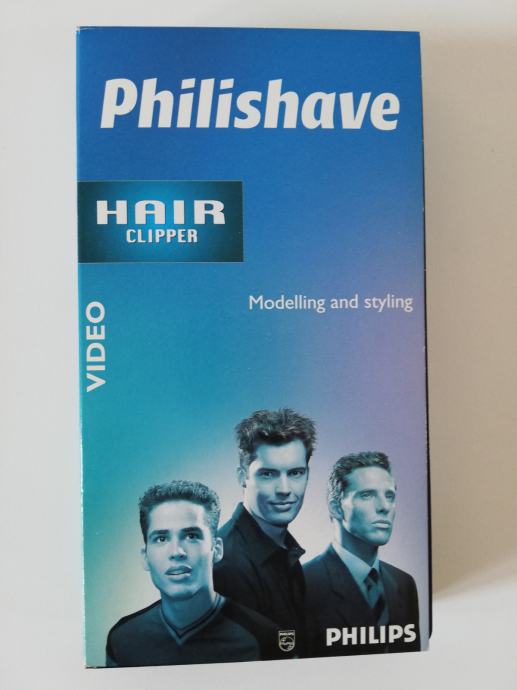 Philishave
HAIR
CLIPPER
Modelling and styling
VIDEO
PHILIPS
PHILIPS